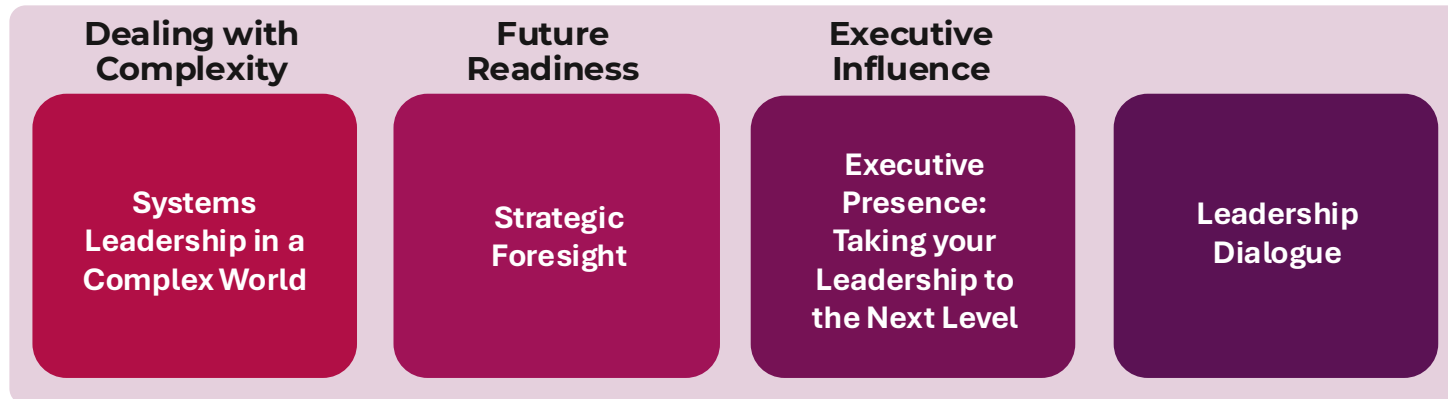 Dealing with
Complexity
Future
Readiness
Executive
Influence
Systems
Leadership in a
Complex World
Strategic
Foresight
Executive
Presence:
Taking your
Leadership to
the Next Level
Leadership
Dialogue